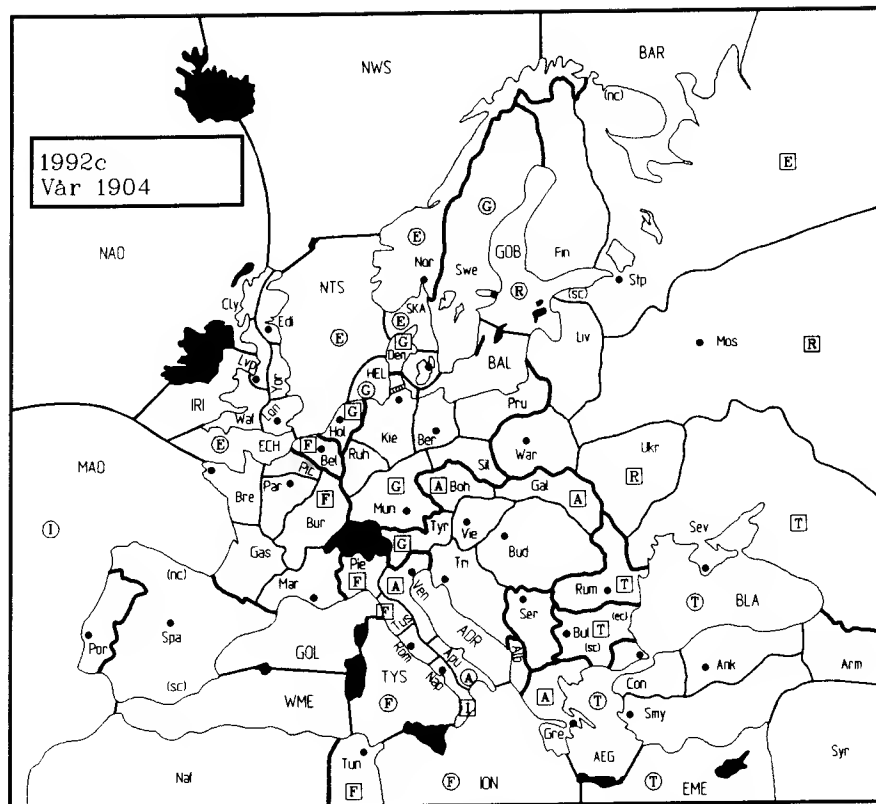 NWS
BAR
(nc)
1992c
Vår 1904
E
NAO
G
E
NTS
Nor
Swe
GOB
Fin
Stp
Cly
SKA
R
(sc)
Edi
E
E
G
Den
Liv
Mos
R
Lvp
Yor
HEL
BAL
IRI
G
Pru
Wal
Lon
G
Hol
Kie
Ber
War
Ukr
MAO
E
ECH
F
Bel
Ruh
Sil
R
Pic
Par
G
A
Boh
Gal
A
Bre
F
Mun
Sev
T
I
Bur
Tyr
Vie
Bud
Gas
G
Tri
(nc)
Mar
Pie
F
A
Ven
Rum
T
T
BLA
Ser
F
Tus
ADR
(ec)
Por
Spa
Bul
T
(sc)
GOL
Rom
Apu
Alb
Ank
Arm
(sc)
TYS
Nap
A
Con
WME
A
T
F
I
Smy
Gre
Syr
Naf
Tun
AEG
F
F
ION
T
EME